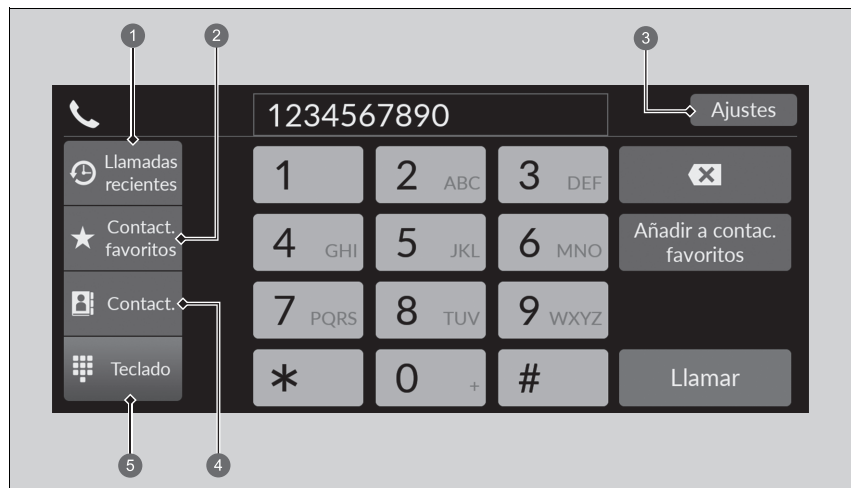 1
2
3
1234567890
Ajustes
Llamadas
recientes
1
2 ABC
3 DEF
Contact.
favoritos
4 GHI
5 JKL
6 MNO
Añadir a contac.
favoritos
Contact.
7 PQRS
8 TUV
9 WXYZ
Teclado
*
0 +
#
Llamar
5
4